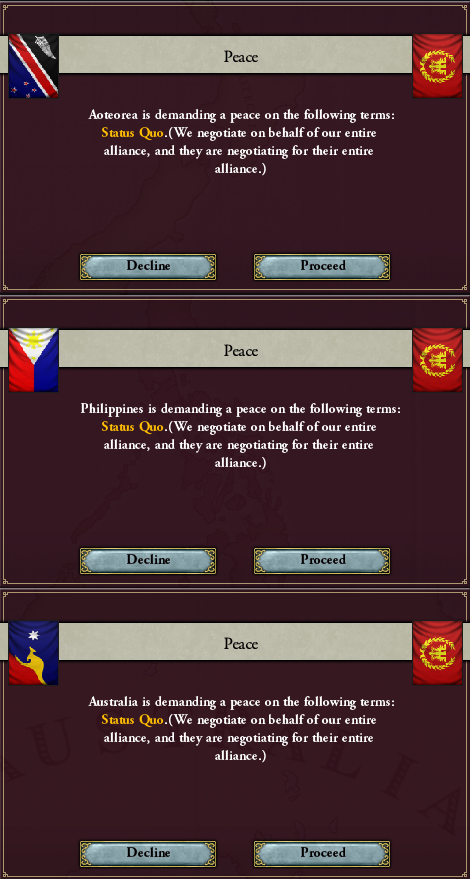 Peace
Aoteorea is demanding a peace on the following terms:
Status Quo.(We negotiate on behalf of our entire
alliance, and they are negotiating for their entire
alliance.)
Decline Proceed
Peace
Philippines is demanding a peace on the following terms:
Status Quo.(We negotiate on behalf of our entire
alliance, and they are negotiating for their entire
alliance.)
Decline Proceed
Peace
Australia is demanding a peace on the following terms:
Status Quo.(We negotiate on behalf of our entire
alliance, and they are negotiating for their entire
alliance.)
AUSTRALIA
Decline Proceed